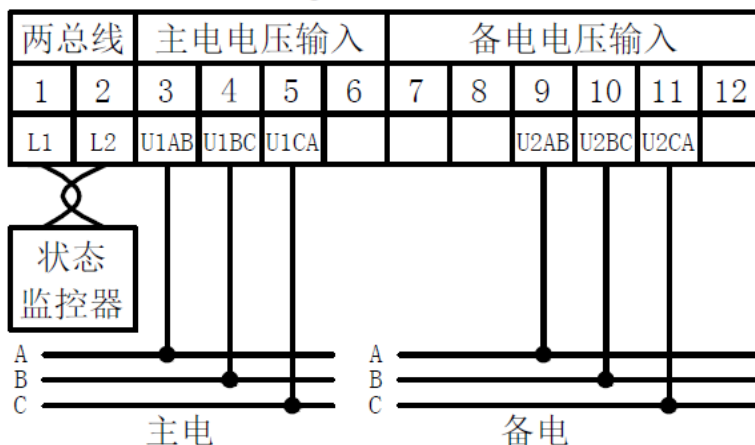 两总线 主电电压输入 备电电压输入
1 2 3 4 5 6 7 8 9 10 11 12
L1 L2 U1AB U1BC U1CA U2AB U2BC U2CA
状态
监控器
A A
B B
C C
主电 备电